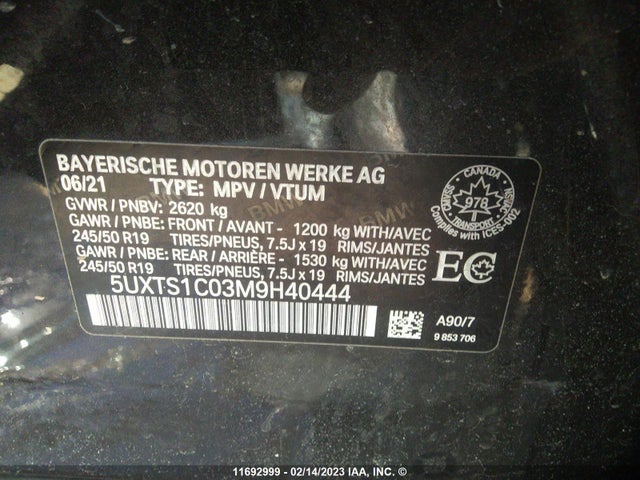 BAYERISCHE MOTOREN WERKE AG
06/21 TYPE: MPV / VTUM
GVWR / PNBV: 2620 kg
GAWR / PNBE: FRONT / AVANT - 1200 kg WITH/AVEC
245/50 R19 TIRES/PNEUS, 7.5J x 19 RIMS/JANTES
GAWR / PNBE: REAR / ARRIÈRE - 1530 kg WITH/AVEC
245/50 R19 TIRES/PNEUS, 7.5J x 19 RIMS/JANTES
5UXTS1C03M9H40444
CANADA
978
TRANSPORT
Complies with ICES-002
EC
A90/7
9 853 706
11692999 - 02/14/2023 IAA, INC. ©